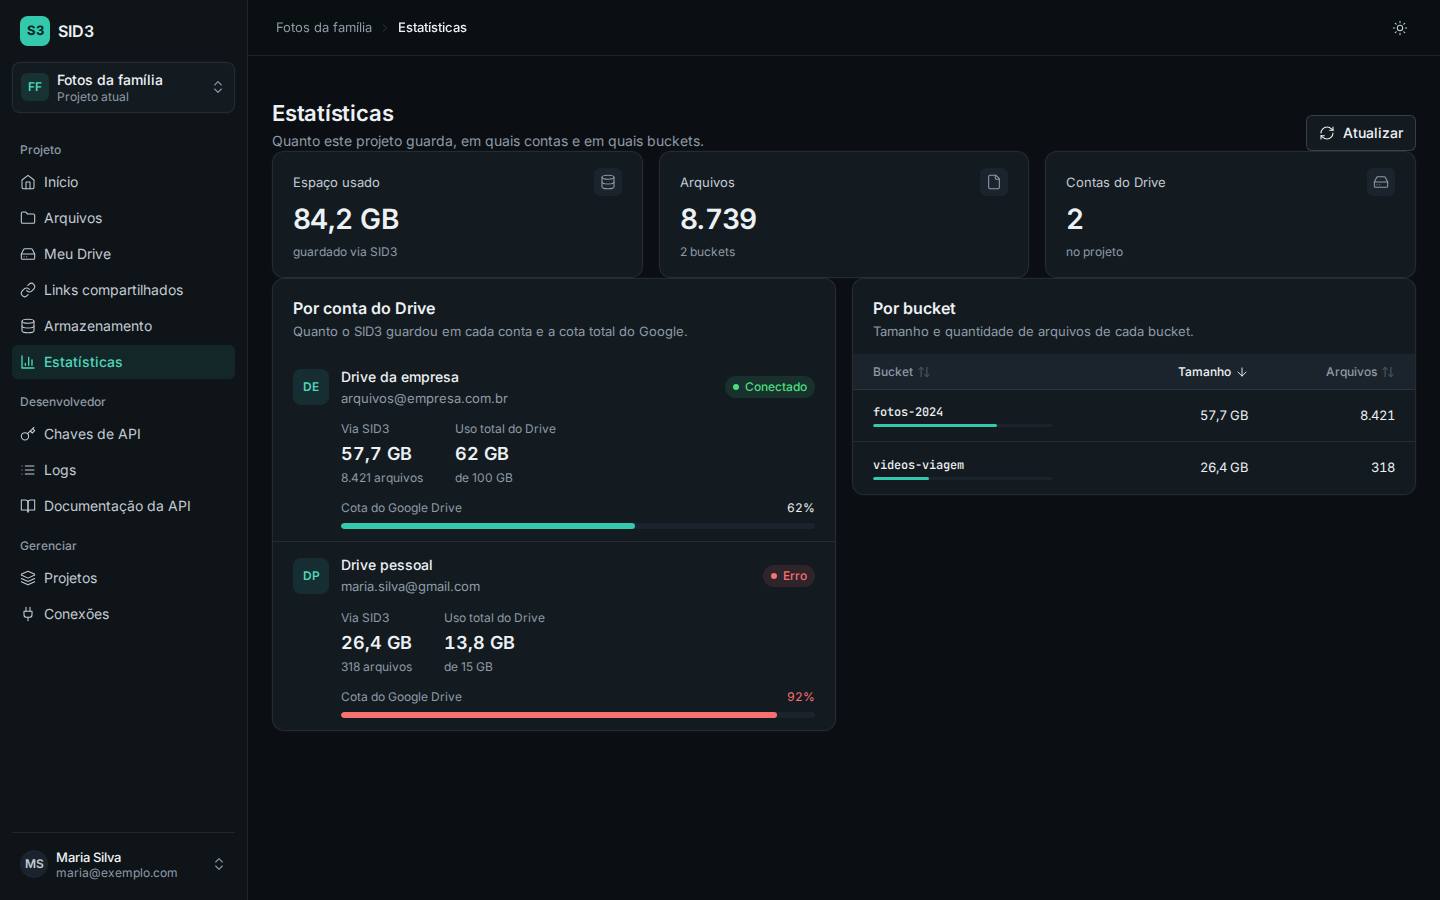 S3 SID3
FF Fotos da família
Projeto atual
Projeto
Início
Arquivos
Meu Drive
Links compartilhados
Armazenamento
Estatísticas
Desenvolvedor
Chaves de API
Logs
Documentação da API
Gerenciar
Projetos
Conexões
MS Maria Silva
maria@exemplo.com
Fotos da família Estatísticas
Estatísticas
Quanto este projeto guarda, em quais contas e em quais buckets.
Atualizar
Espaço usado
84,2 GB
guardado via SID3
Arquivos
8.739
2 buckets
Contas do Drive
2
no projeto
Por conta do Drive
Quanto o SID3 guardou em cada conta e a cota total do Google.
DE Drive da empresa
arquivos@empresa.com.br
Conectado
Via SID3 Uso total do Drive
57,7 GB 62 GB
8.421 arquivos de 100 GB
Cota do Google Drive 62%
DP Drive pessoal
maria.silva@gmail.com
Erro
Via SID3 Uso total do Drive
26,4 GB 13,8 GB
318 arquivos de 15 GB
Cota do Google Drive 92%
Por bucket
Tamanho e quantidade de arquivos de cada bucket.
Bucket Tamanho Arquivos
fotos-2024 57,7 GB 8.421
videos-viagem 26,4 GB 318